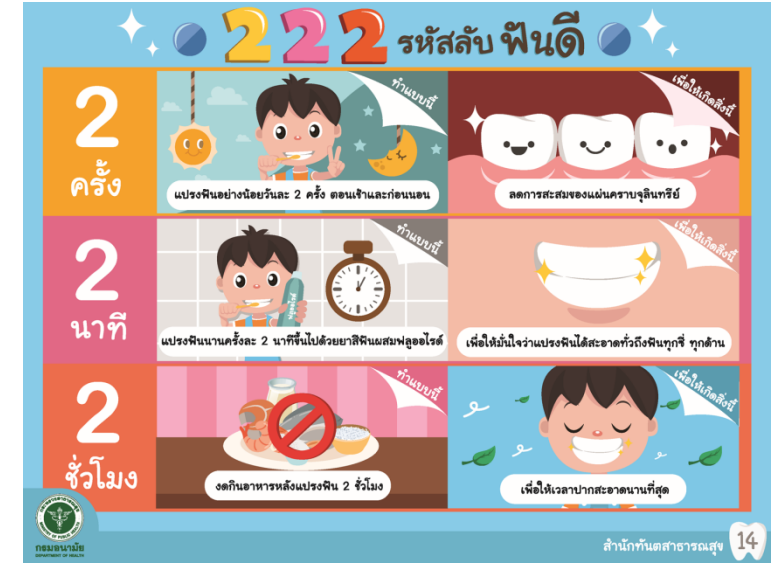 222 รหัสลับ ฟันดี
2
ครั้ง
ทำแบบนี้
แปรงฟันอย่างน้อยวันละ 2 ครั้ง ตอนเช้าและก่อนนอน
เพื่อให้เกิดสิ่งนี้
ลดการสะสมของแผ่นคราบจุลินทรีย์
2
นาที
ทำแบบนี้
ฟลูออไรด์
แปรงฟันนานครั้งละ 2 นาทีขึ้นไปด้วยยาสีฟันผสมฟลูออไรด์
เพื่อให้เกิดสิ่งนี้
เพื่อให้มั่นใจว่าแปรงฟันได้สะอาดทั่วถึงฟันทุกซี่ ทุกด้าน
2
ชั่วโมง
ทำแบบนี้
งดกินอาหารหลังแปรงฟัน 2 ชั่วโมง
เพื่อให้เกิดสิ่งนี้
เพื่อให้เวลาปากสะอาดนานที่สุด
กรมอนามัย
DEPARTMENT OF HEALTH
สำนักทันตสาธารณสุข 14